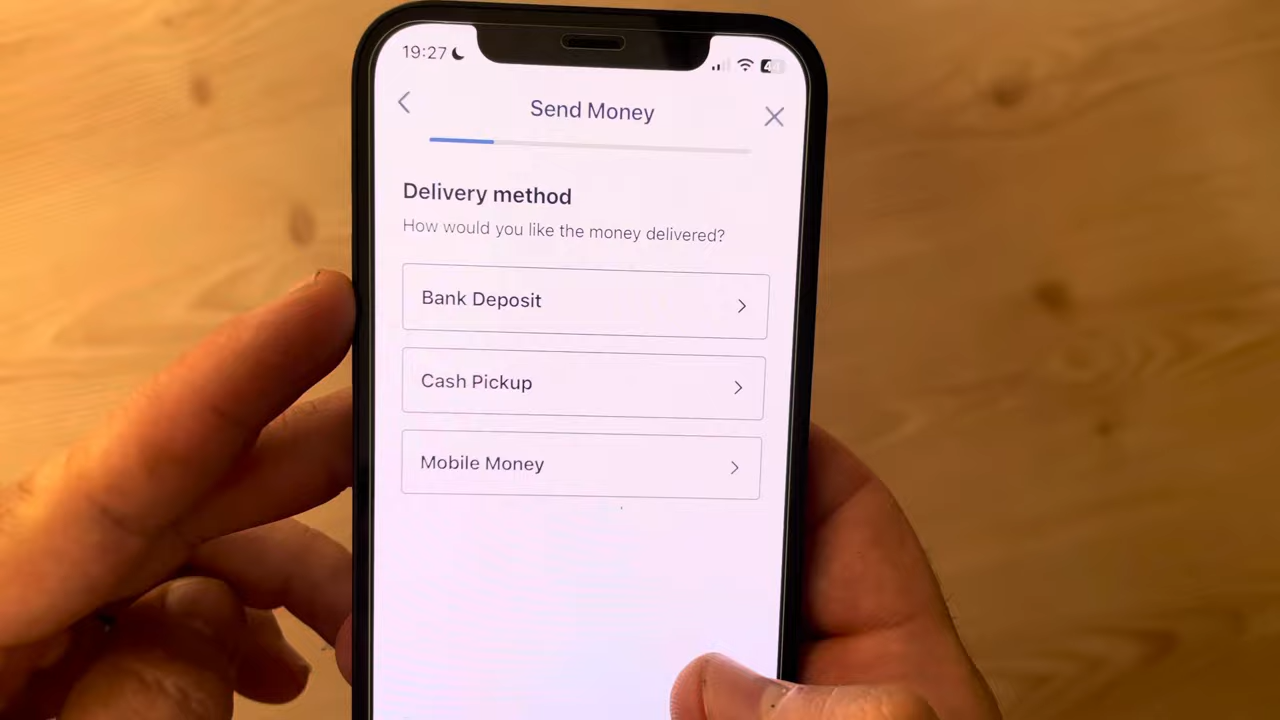 19:27
Send Money
Delivery method
How would you like the money delivered?
Bank Deposit
Cash Pickup
Mobile Money